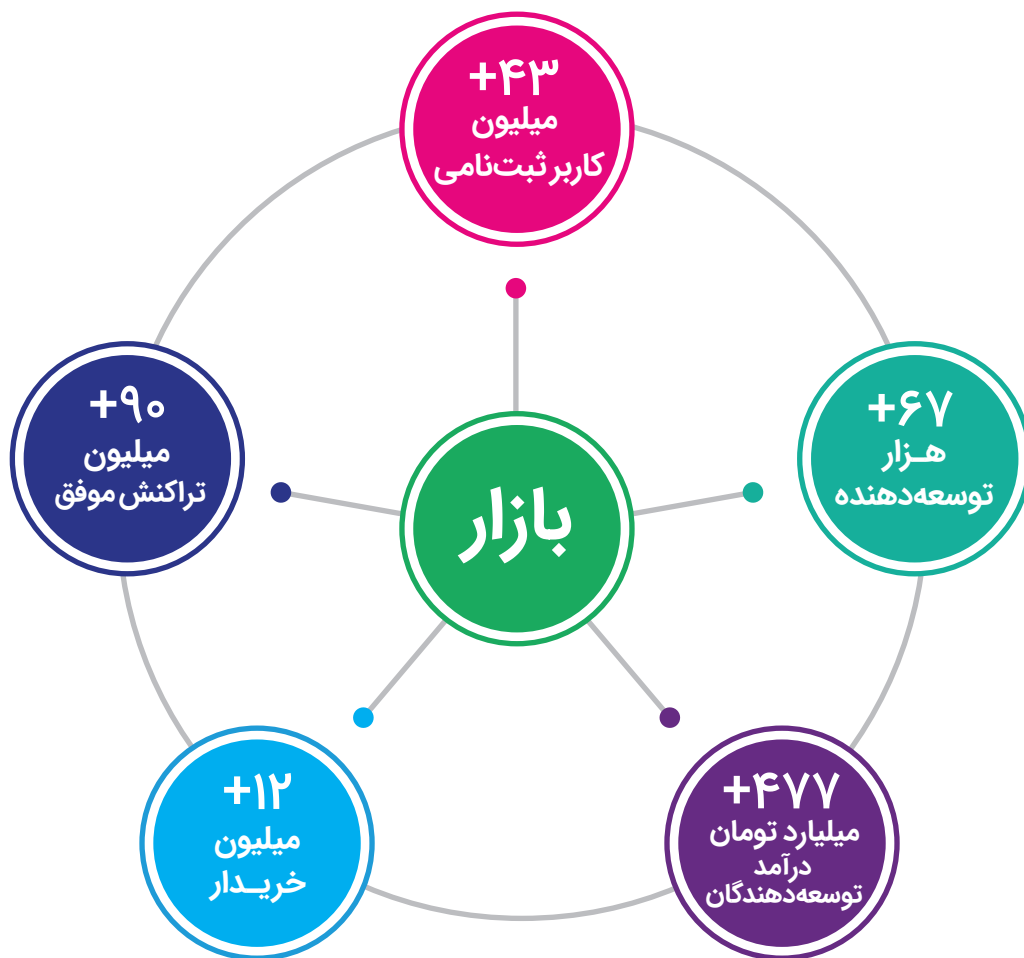 +۴۳
میلیون
کاربر ثبت‌نامی
+۶۷
هـزار
توسعه‌دهنده
+۹۰
میلیون
تراکنش موفق
بازار
+۴۷۷
میلیارد تومان
درآمد
توسعه‌دهندگان
+۱۲
میلیون
خریـدار